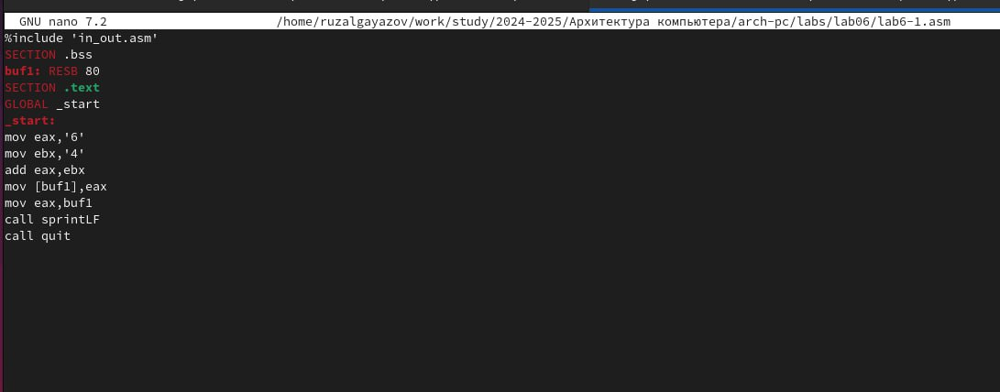 GNU nano 7.2 /home/ruzalgayazov/work/study/2024-2025/Архитектура компьютера/arch-pc/labs/lab06/lab6-1.asm
%include 'in_out.asm'
SECTION .bss
buf1: RESB 80
SECTION .text
GLOBAL _start
_start:
mov eax,'6'
mov ebx,'4'
add eax,ebx
mov [buf1],eax
mov eax,buf1
call sprintLF
call quit